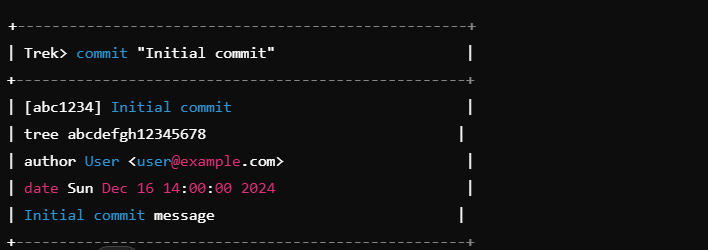 +--------------------------------------------------+
| Trek> commit "Initial commit"                     |
+--------------------------------------------------+
| [abc1234] Initial commit                          |
| tree abcdefgh12345678                            |
| author User <user@example.com>                    |
| date Sun Dec 16 14:00:00 2024                     |
| Initial commit message                           |
+--------------------------------------------------+